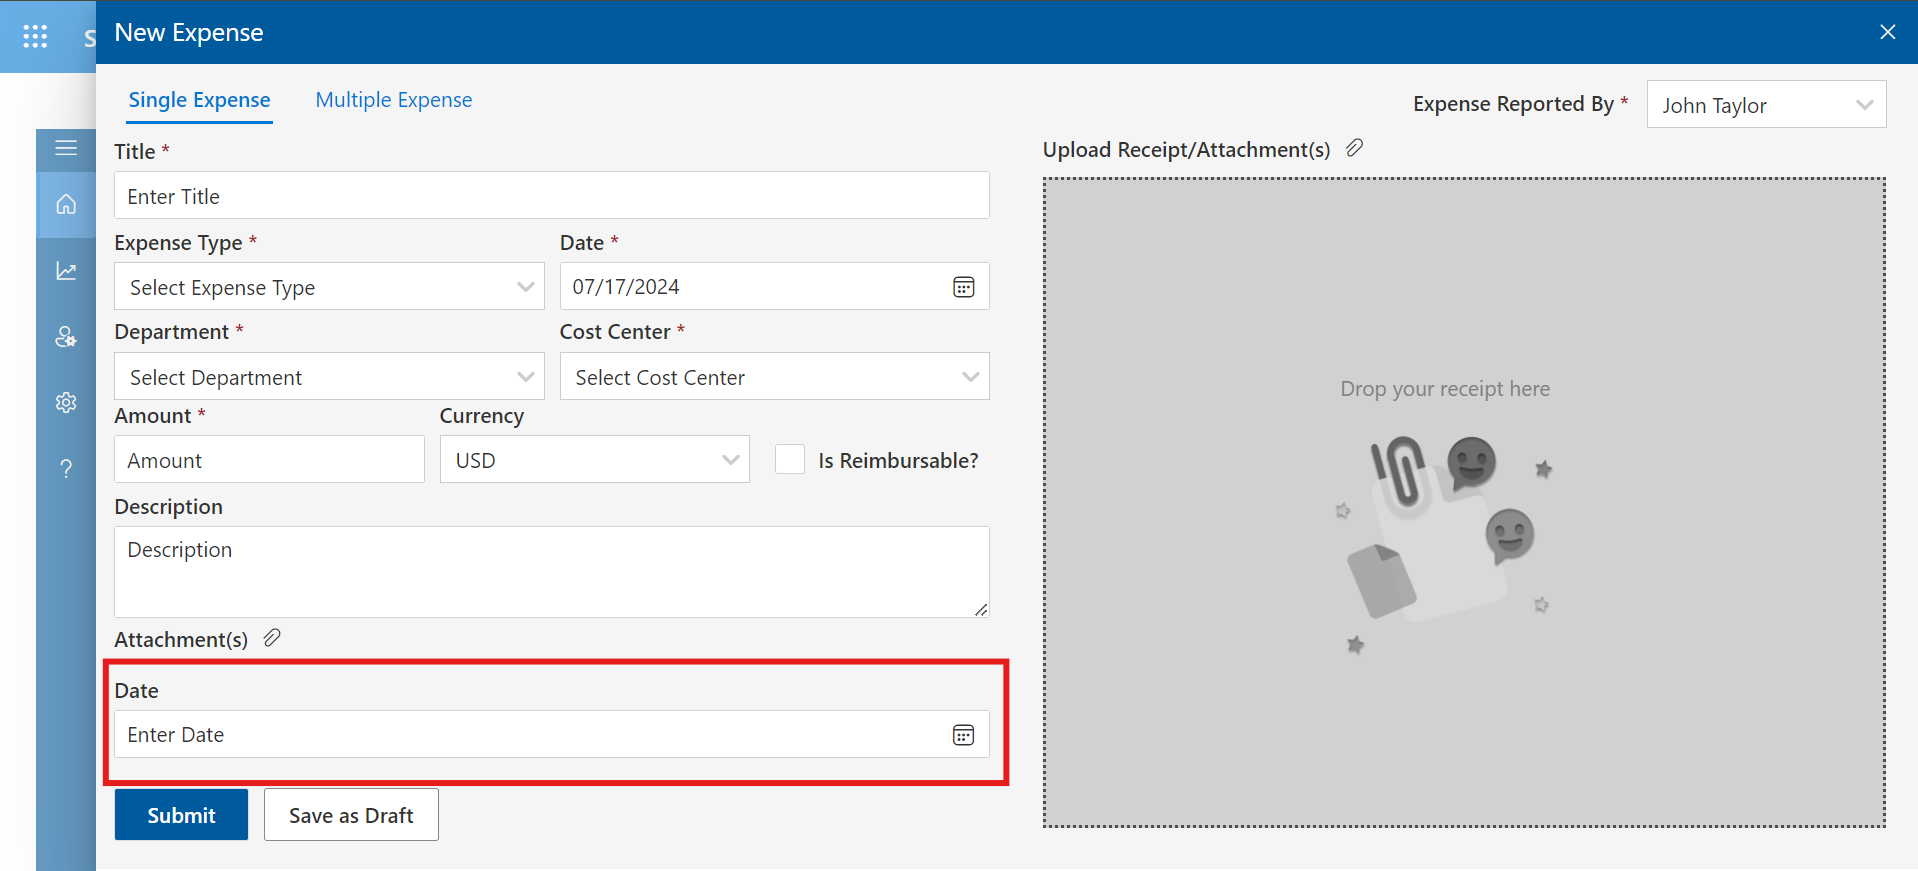 S
New Expense
Single Expense
Multiple Expense
Expense Reported By *
John Taylor
Title *
Upload Receipt/Attachment(s)
Enter Title
Expense Type *
Date *
Select Expense Type
07/17/2024
Department *
Cost Center *
Select Department
Select Cost Center
Drop your receipt here
Amount *
Currency
Amount
USD
Is Reimbursable?
Description
Description
Attachment(s)
Date
Enter Date
Submit
Save as Draft